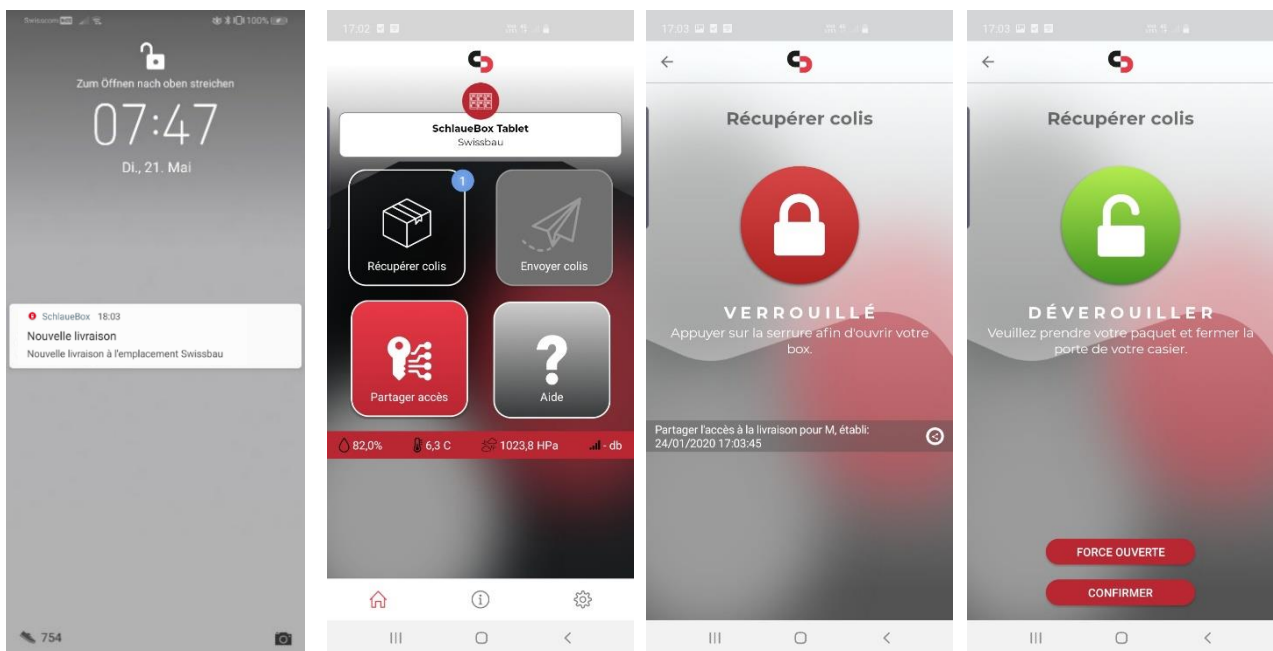 Swisscom
100%
Zum Öffnen nach oben streichen
07:47
Di., 21. Mai
SchlaueBox 18:03
Nouvelle livraison
Nouvelle livraison à l'emplacement Swissbau
754
17:02
SchlaueBox Tablet
Swissbau
1
Récupérer colis
Envoyer colis
Partager accès
?
Aide
82,0% 6,3 C 1023,8 HPa - db
17:03
Récupérer colis
VERROUILLÉ
Appuyer sur la serrure afin d'ouvrir votre
box.
Partager l'accès à la livraison pour M, établi:
24/01/2020 17:03:45
17:03
Récupérer colis
DÉVEROUILLER
Veuillez prendre votre paquet et fermer la
porte de votre casier.
FORCE OUVERTE
CONFIRMER